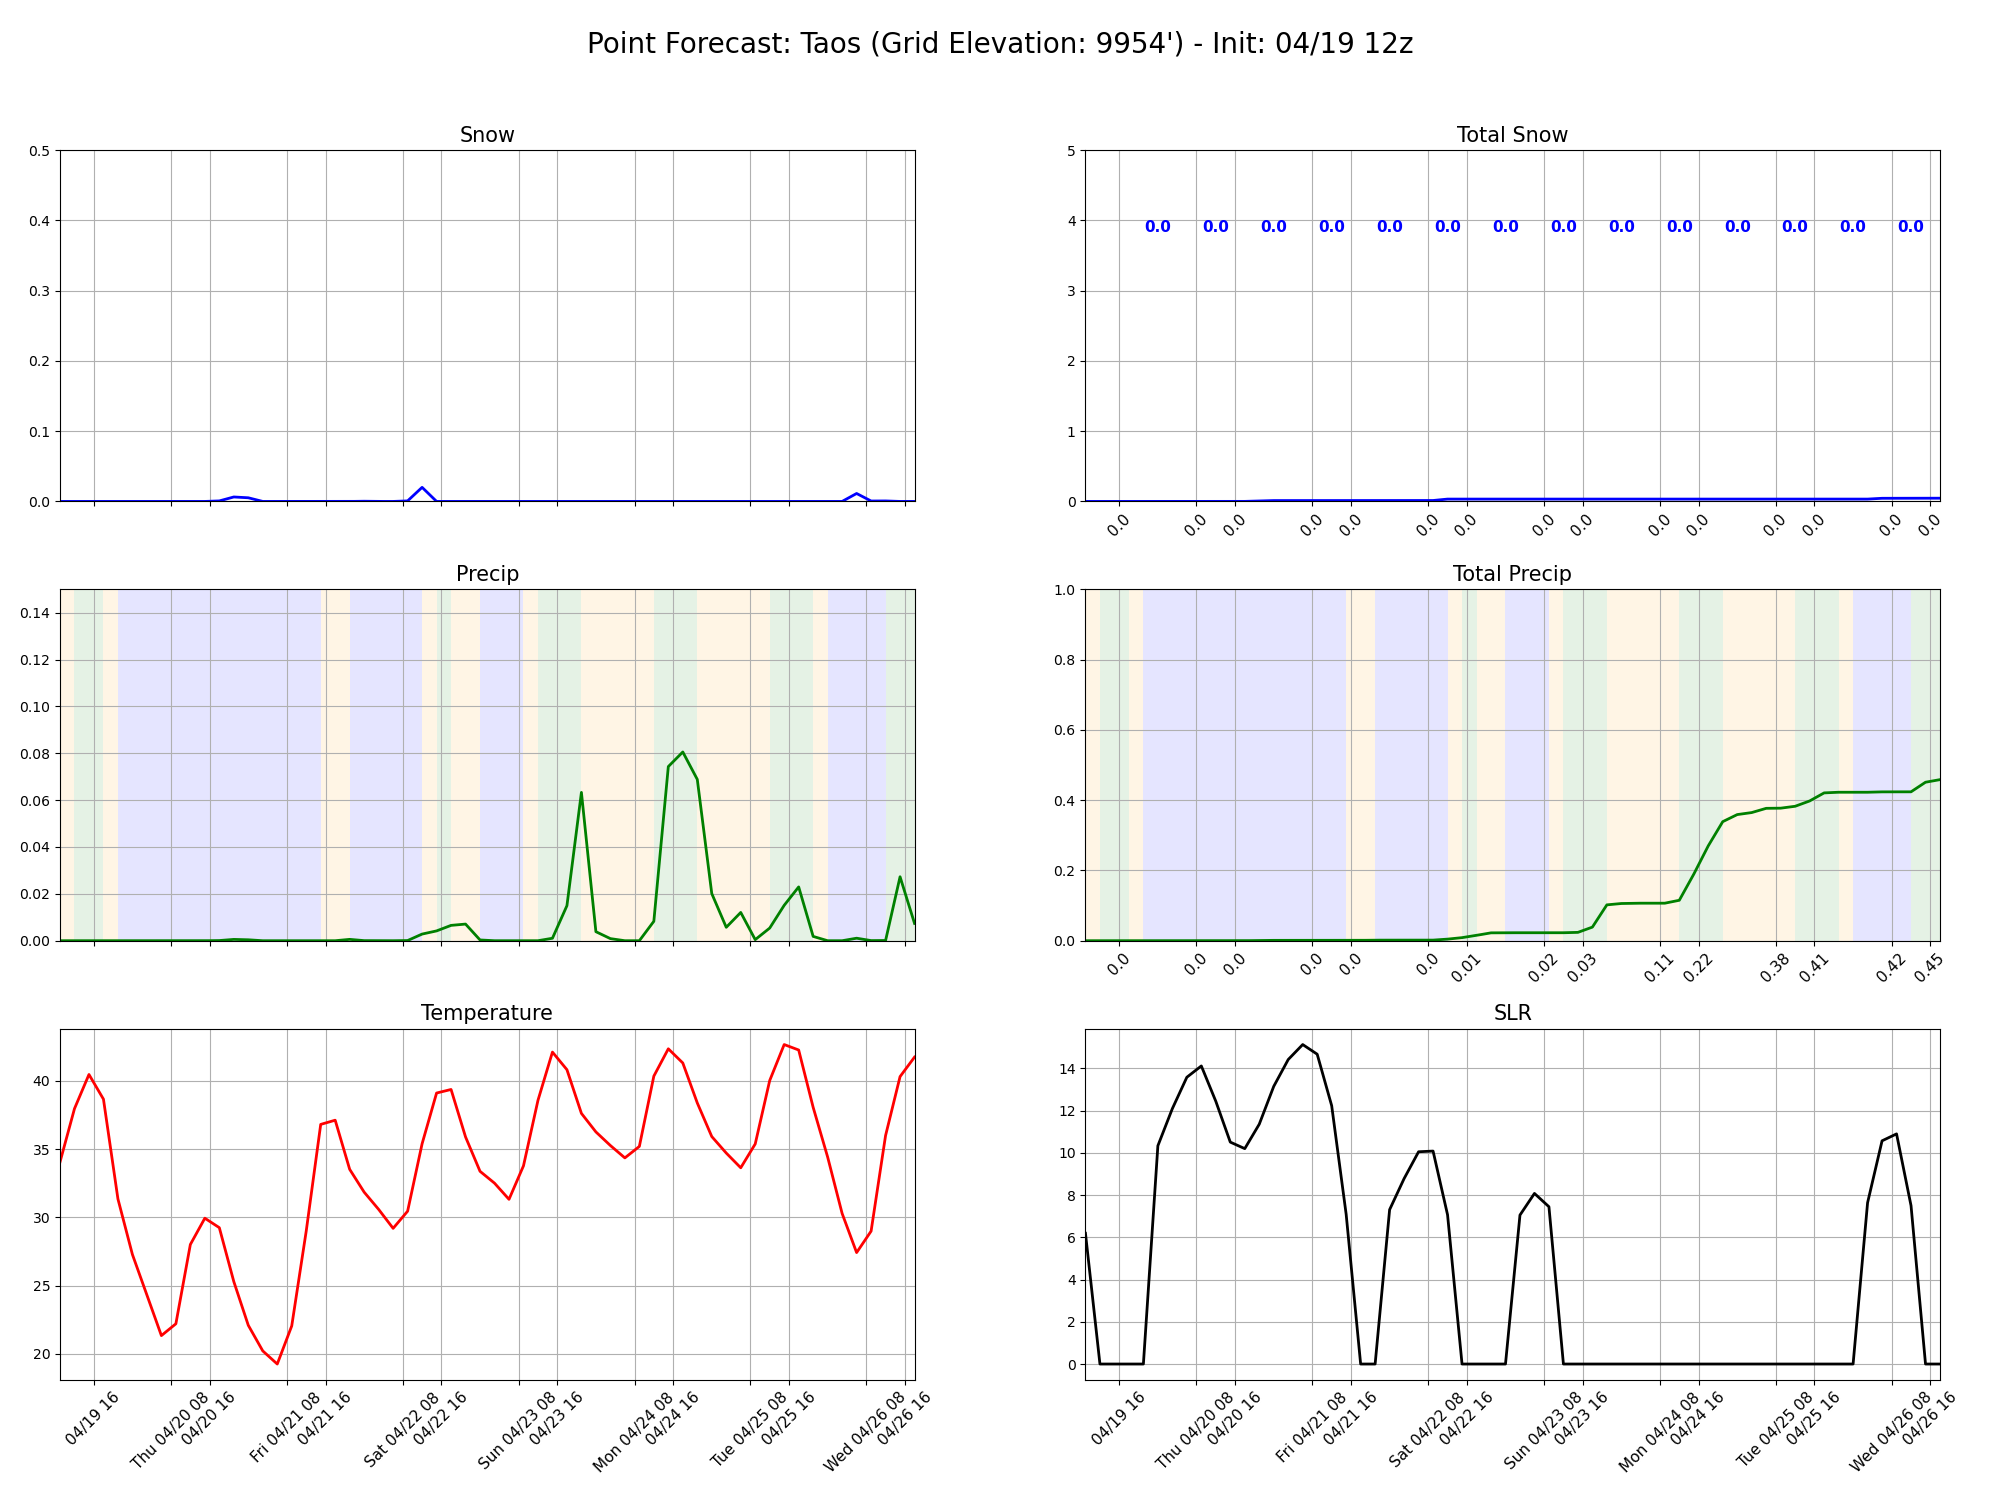 Point Forecast: Taos (Grid Elevation: 9954') - Init: 04/19 12z
Snow
0.5
0.4
0.3
0.2
0.1
0.0
Total Snow
5
4
3
2
1
0
0.0 0.0 0.0 0.0 0.0 0.0 0.0 0.0 0.0 0.0 0.0 0.0 0.0 0.0
0.0 0.0 0.0 0.0 0.0 0.0 0.0 0.0 0.0 0.0 0.0 0.0 0.0 0.0 0.0
Precip
0.14
0.12
0.10
0.08
0.06
0.04
0.02
0.00
Total Precip
1.0
0.8
0.6
0.4
0.2
0.0
0.0 0.0 0.0 0.0 0.0 0.0 0.01 0.02 0.03 0.11 0.22 0.38 0.41 0.42 0.45
Temperature
40
35
30
25
20
04/19 16
Thu 04/20 08
04/20 16
Fri 04/21 08
04/21 16
Sat 04/22 08
04/22 16
Sun 04/23 08
04/23 16
Mon 04/24 08
04/24 16
Tue 04/25 08
04/25 16
Wed 04/26 08
04/26 16
SLR
14
12
10
8
6
4
2
0
04/19 16
Thu 04/20 08
04/20 16
Fri 04/21 08
04/21 16
Sat 04/22 08
04/22 16
Sun 04/23 08
04/23 16
Mon 04/24 08
04/24 16
Tue 04/25 08
04/25 16
Wed 04/26 08
04/26 16